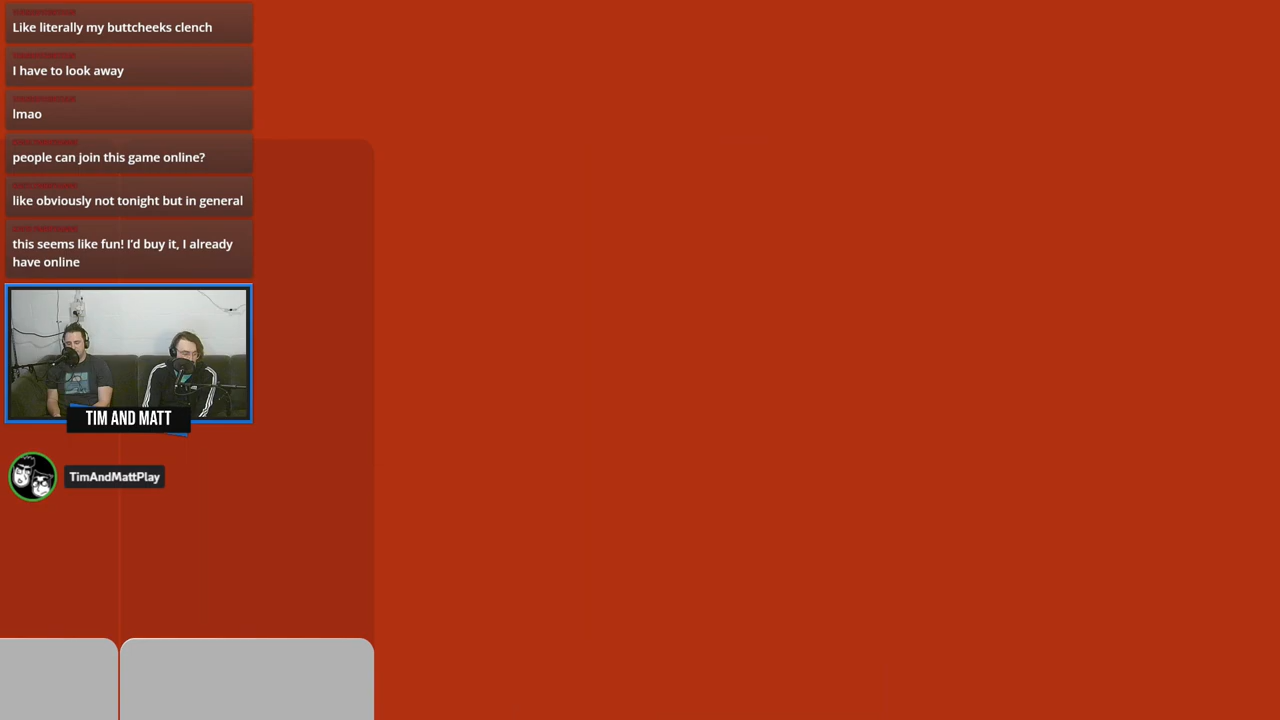 Like literally my buttcheeks clench
I have to look away
lmao
people can join this game online?
like obviously not tonight but in general
this seems like fun! I'd buy it, I already
have online
TIM AND MATT
TimAndMattPlay